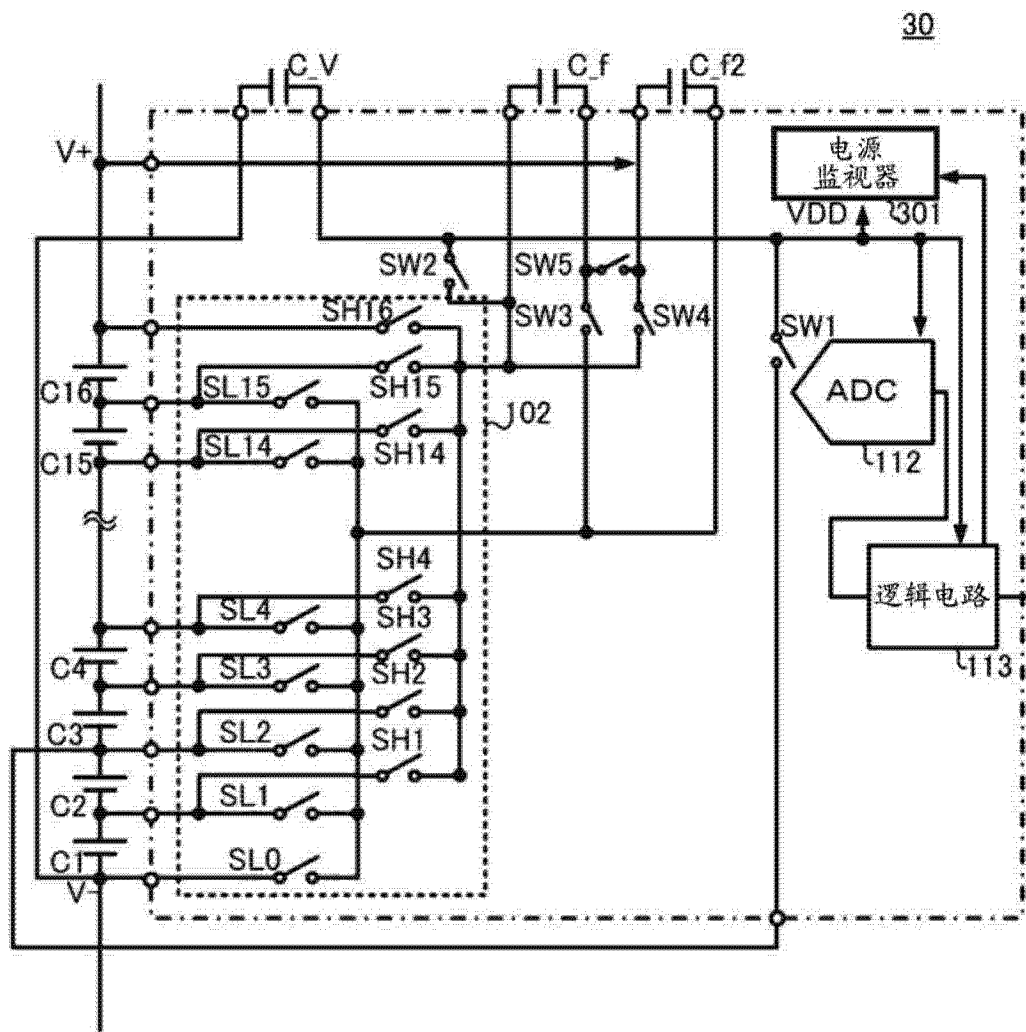 30
C_V
C_f
C_f2
V+
电源
监视器
VDD
301
SW2
SW5
SW3
SW4
SW1
SH16
SH15
SL15
C16
102
ADC
SH14
SL14
C15
112
SH4
SL4
SH3
逻辑电路
C4
SL3
SH2
113
C3
SL2
SH1
C2
SL1
C1
SL0
V-